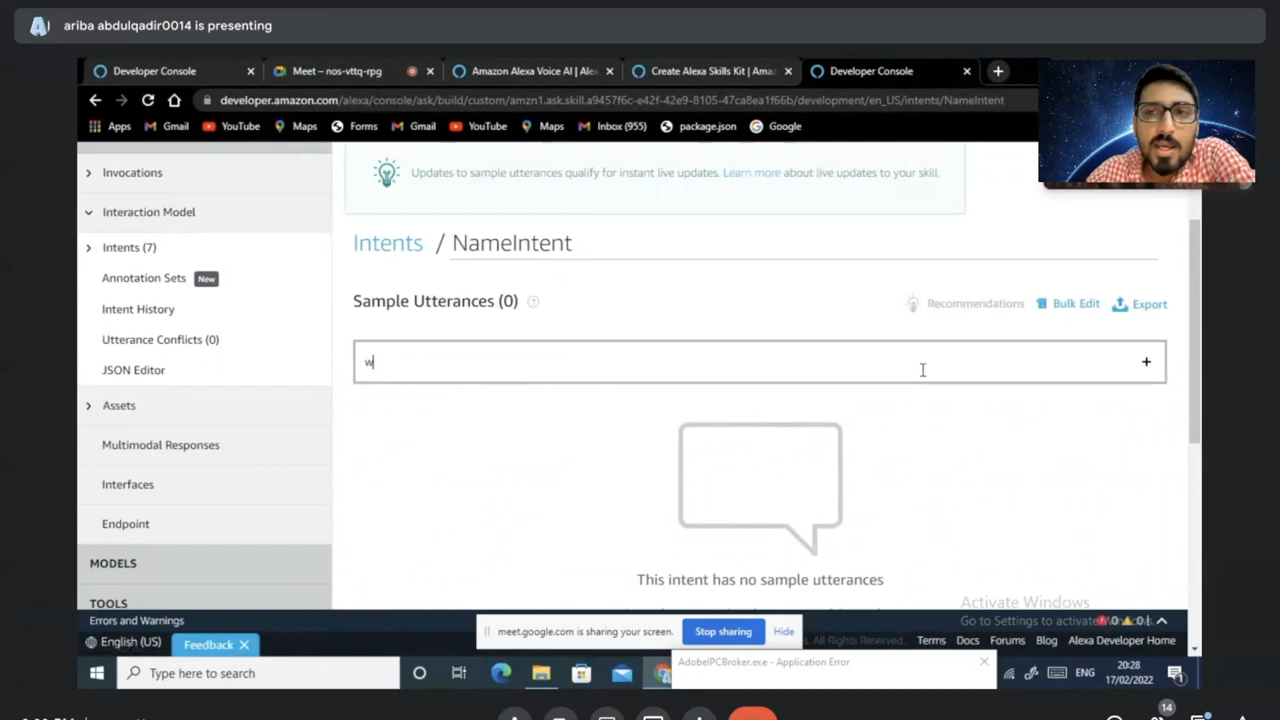 ariba abdulqadir0014 is presenting
Developer Console
Meet – nos-vttq-rpg
Amazon Alexa Voice AI | Ale
Create Alexa Skills Kit | Ama
Developer Console
developer.amazon.com/alexa/console/ask/build/custom/amzn1.ask.skill.a9457f6c-e42f-42e9-8105-47ca8ea1f66b/development/en_US/intents/NameIntent
Apps Gmail YouTube Maps Forms Gmail YouTube Maps Inbox (955) package.json Google
Invocations
Interaction Model
Intents (7)
Annotation Sets New
Intent History
Utterance Conflicts (0)
JSON Editor
Assets
Multimodal Responses
Interfaces
Endpoint
MODELS
TOOLS
Updates to sample utterances qualify for instant live updates. Learn more about live updates to your skill.
Intents / NameIntent
Sample Utterances (0)
Recommendations Bulk Edit Export
w
This intent has no sample utterances
Activate Windows
Go to Settings to activate Windows.
Errors and Warnings
English (US)
Feedback
meet.google.com is sharing your screen. Stop sharing Hide
All Rights Reserved. Terms Docs Forums Blog Alexa Developer Home
AdobeIPCBroker.exe - Application Error
Type here to search
ENG
20:28
17/02/2022
1
14